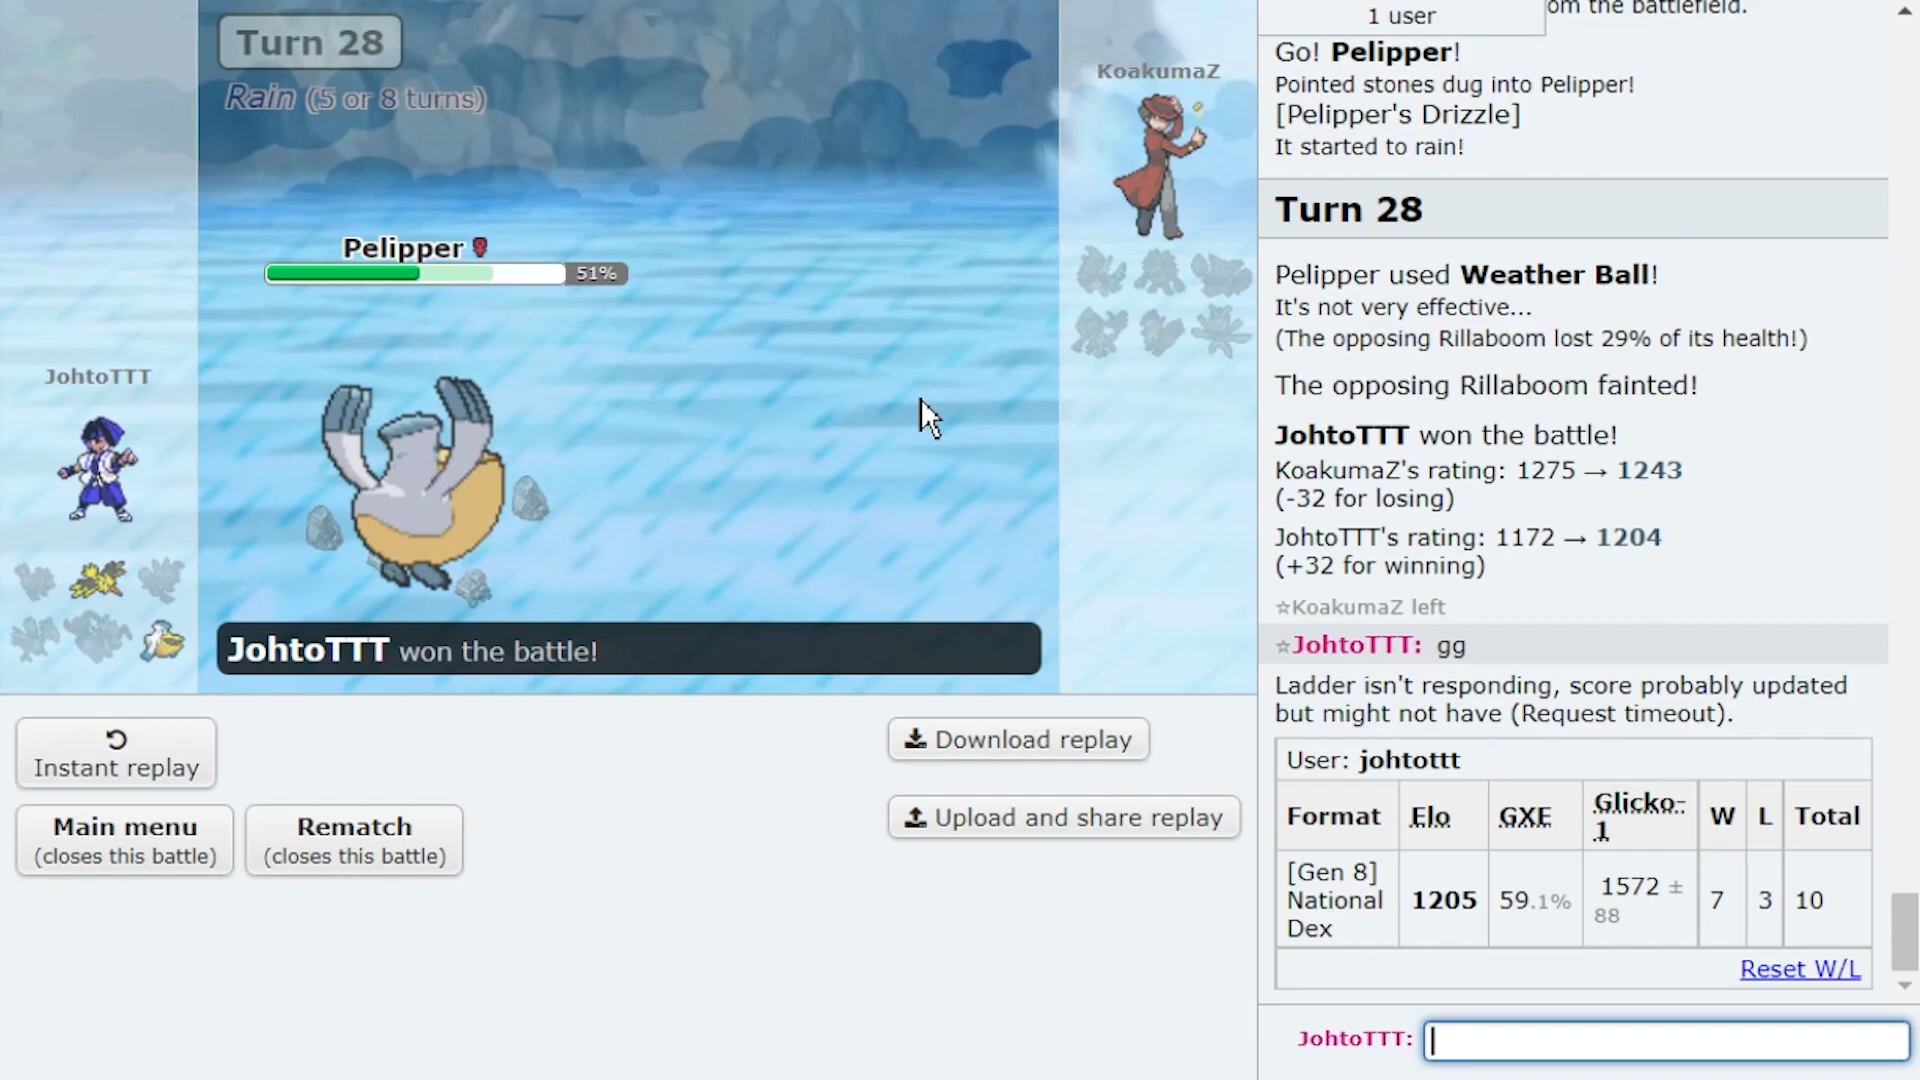 Turn 28
Rain (5 or 8 turns)
Pelipper
51%
JohtoTTT
KoakumaZ
JohtoTTT won the battle!
Instant replay
Main menu
(closes this battle)
Rematch
(closes this battle)
Download replay
Upload and share replay
1 user
om the battlefield.
Go! Pelipper!
Pointed stones dug into Pelipper!
[Pelipper's Drizzle]
It started to rain!
Turn 28
Pelipper used Weather Ball!
It's not very effective...
(The opposing Rillaboom lost 29% of its health!)
The opposing Rillaboom fainted!
JohtoTTT won the battle!
KoakumaZ's rating: 1275 → 1243
(-32 for losing)
JohtoTTT's rating: 1172 → 1204
(+32 for winning)
☆KoakumaZ left
☆JohtoTTT: gg
Ladder isn't responding, score probably updated
but might not have (Request timeout).
User: johtottt
Format Elo GXE Glicko-1 W L Total
[Gen 8] National Dex 1205 59.1% 1572 ± 88 7 3 10
Reset W/L
JohtoTTT: